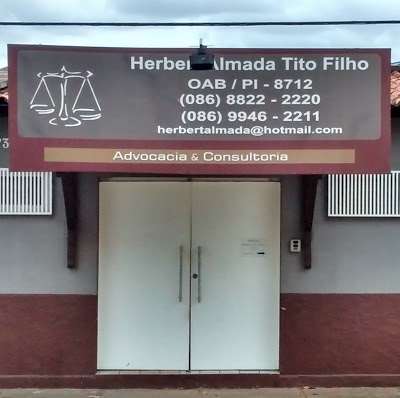 Herbert Almada Tito Filho
OAB / PI - 8712
(086) 8822 - 2220
(086) 9946 - 2211
herbertalmada@hotmail.com
Advocacia & Consultoria